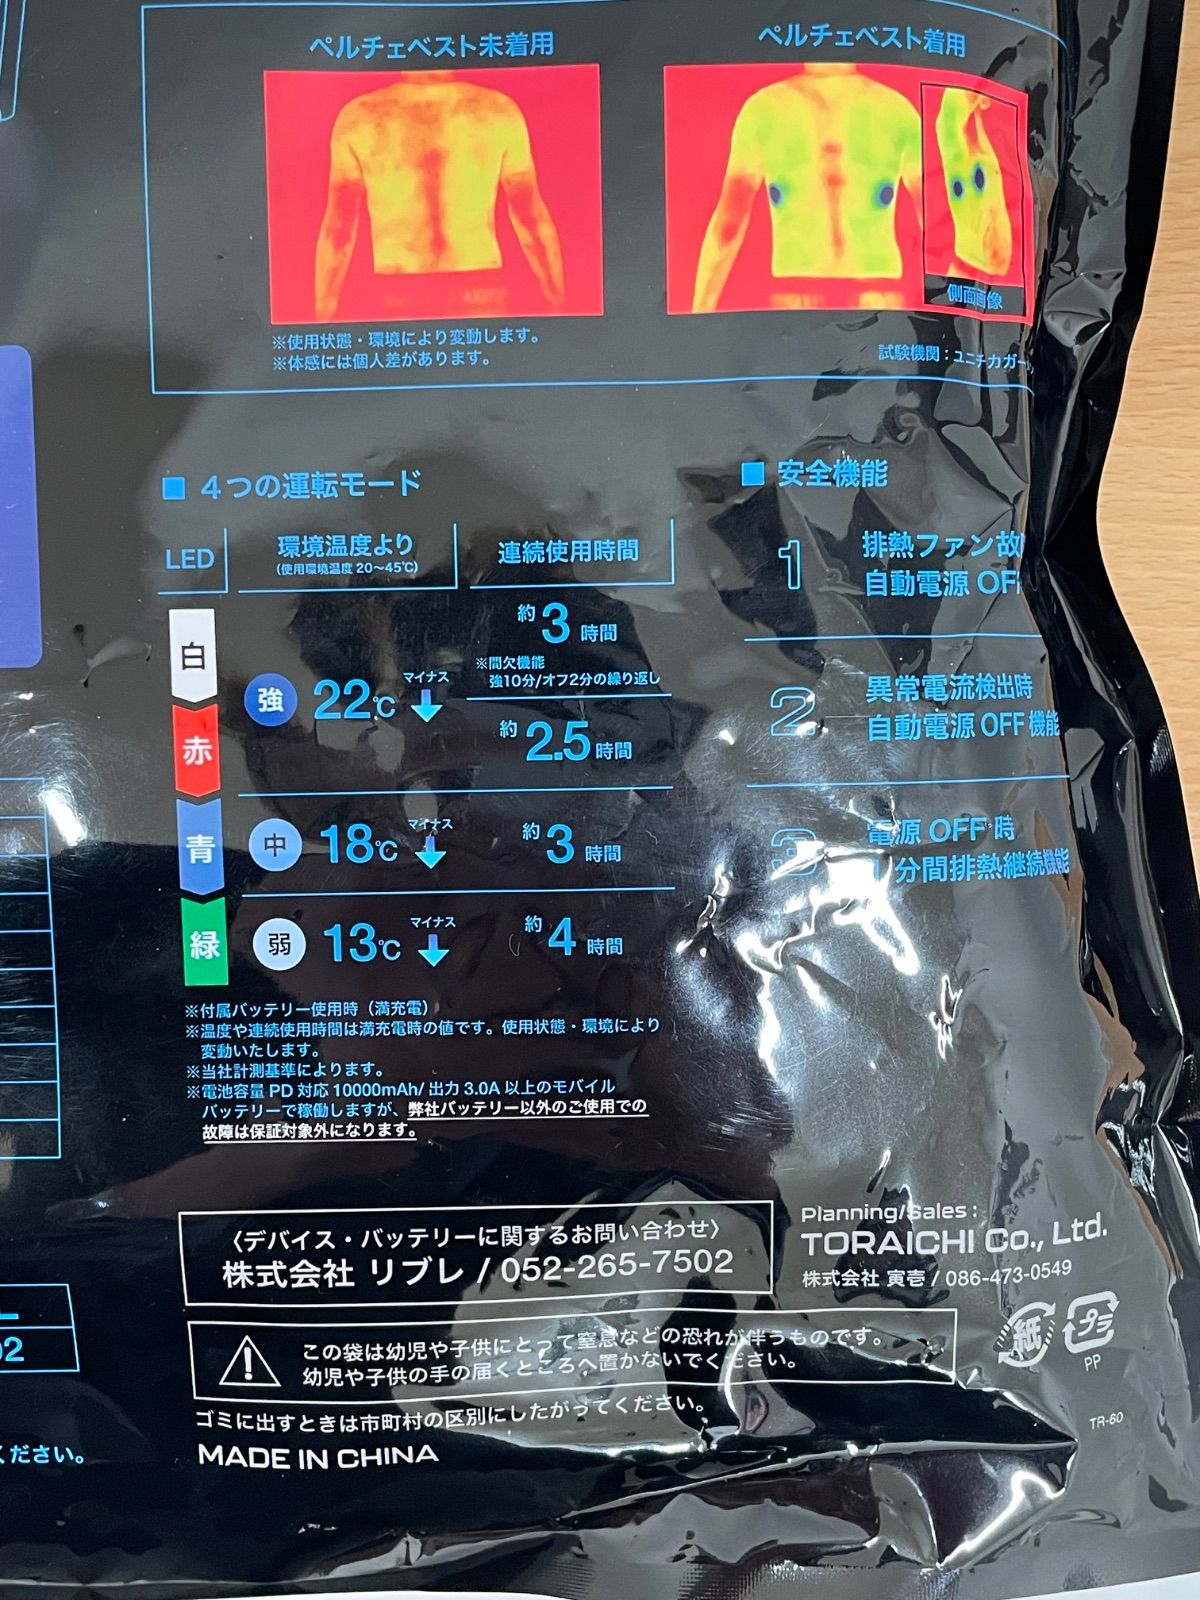 ペルチェベスト未着用
ペルチェベスト着用
側面画像
※使用状態・環境により変動します。
※体感には個人差があります。
試験機関：ユニチカガー
■ 4つの運転モード
LED
環境温度より
(使用環境温度 20〜45℃)
連続使用時間
白
赤
強 22℃ マイナス
約3時間
※間欠機能
強10分/オフ2分の繰り返し
約2.5時間
青
中 18℃ マイナス
約3時間
緑
弱 13℃ マイナス
約4時間
※付属バッテリー使用時（満充電）
※温度や連続使用時間は満充電時の値です。使用状態・環境により
変動いたします。
※当社計測基準によります。
※電池容量 PD 対応 10000mAh/ 出力 3.0A 以上のモバイル
バッテリーで稼働しますが、弊社バッテリー以外のご使用での
故障は保証対象外になります。
■ 安全機能
1 排熱ファン故
自動電源 OF
2 異常電流検出時
自動電源 OFF 機能
3 電源 OFF 時
1 分間排熱継続機能
〈デバイス・バッテリーに関するお問い合わせ〉
株式会社 リブレ / 052-265-7502
Planning/Sales :
TORAICHI Co., Ltd.
株式会社 寅壱 / 086-473-0549
この袋は幼児や子供にとって窒息などの恐れが伴うものです。
幼児や子供の手の届くところへ置かないでください。
紙
プラ
PP
ゴミに出すときは市町村の区別にしたがってください。
MADE IN CHINA
TR-60
L
02
ください。